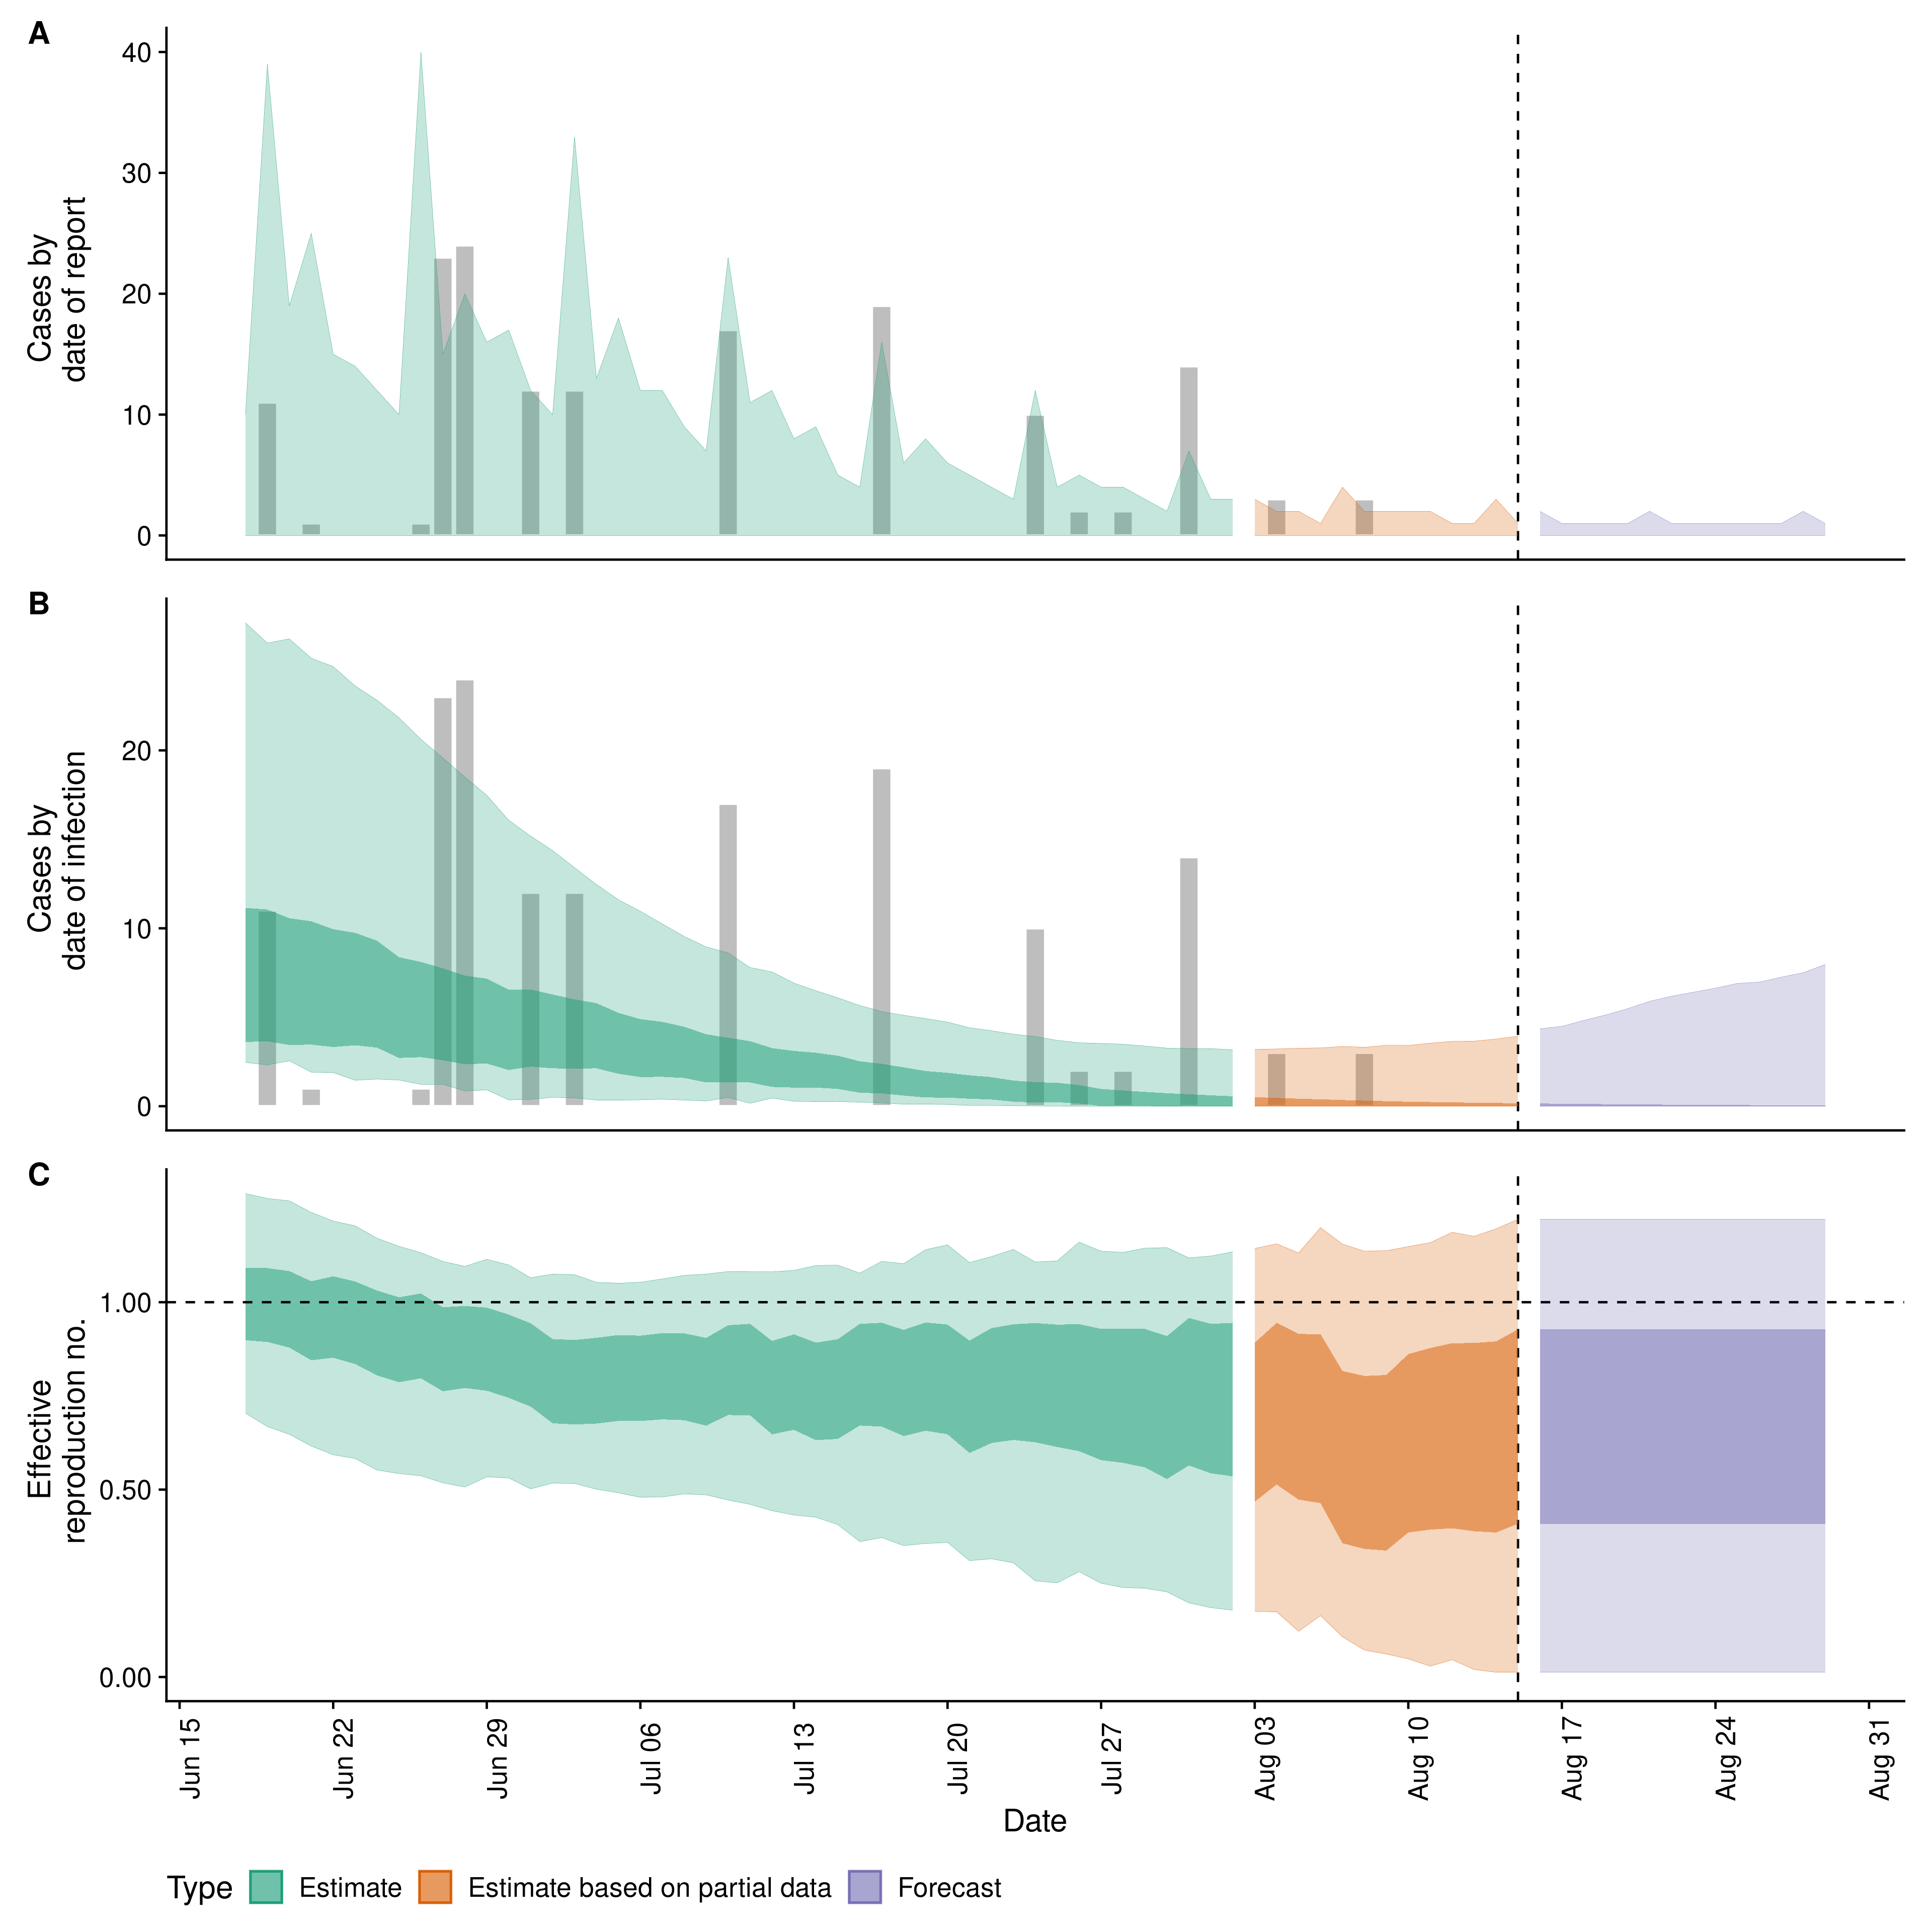 A
40
30
20
10
0
Cases by
date of report
B
20
10
0
Cases by
date of infection
C
1.00
0.50
0.00
Effective
reproduction no.
Jun 15
Jun 22
Jun 29
Jul 06
Jul 13
Jul 20
Jul 27
Aug 03
Aug 10
Aug 17
Aug 24
Aug 31
Date
Type Estimate Estimate based on partial data Forecast